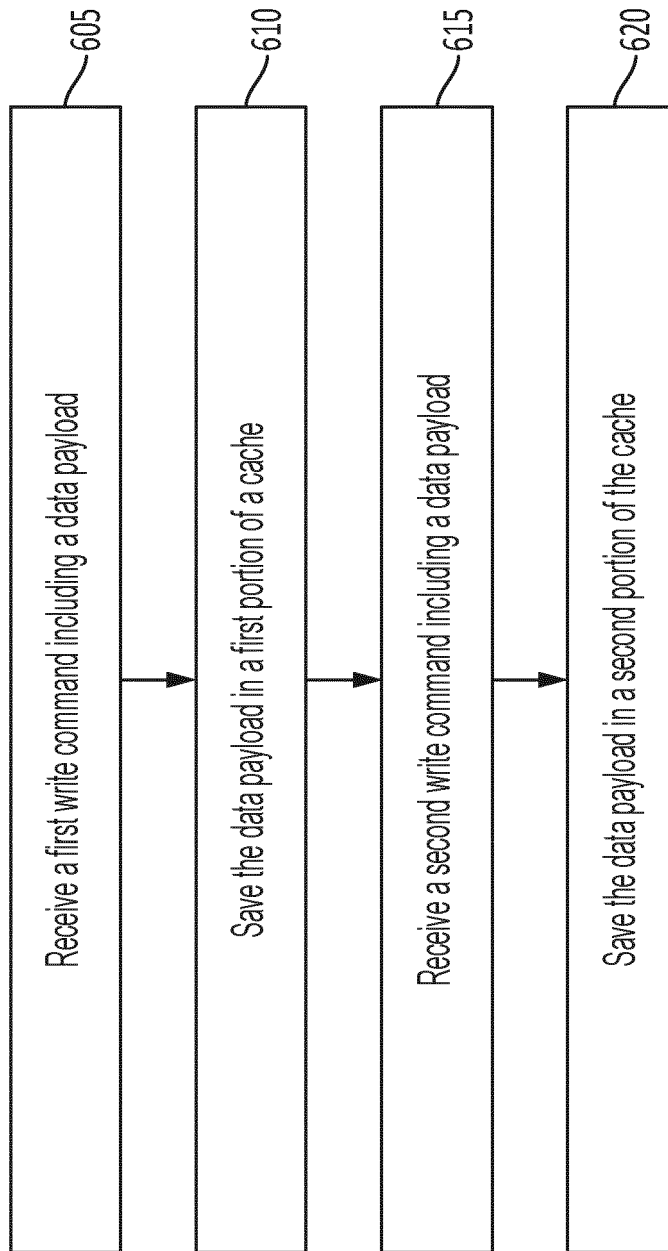 Receive a first write command including a data payload
605
Save the data payload in a first portion of a cache
610
Receive a second write command including a data payload
615
Save the data payload in a second portion of the cache
620